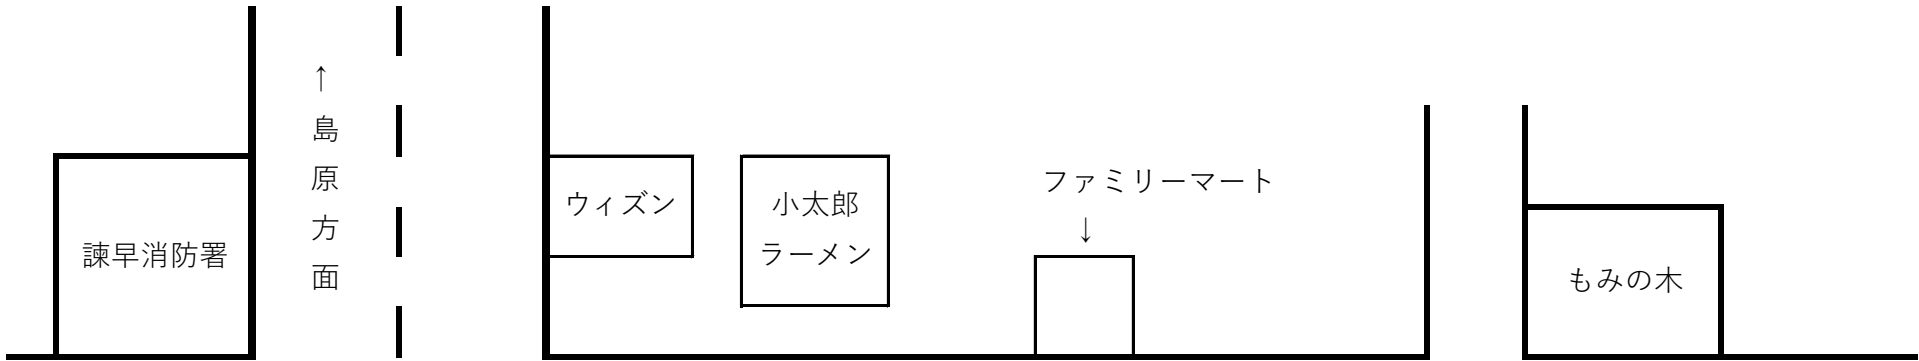 ↑島原方面
諫早消防署
ウィズン
小太郎
ラーメン
ファミリーマート
↓
もみの木